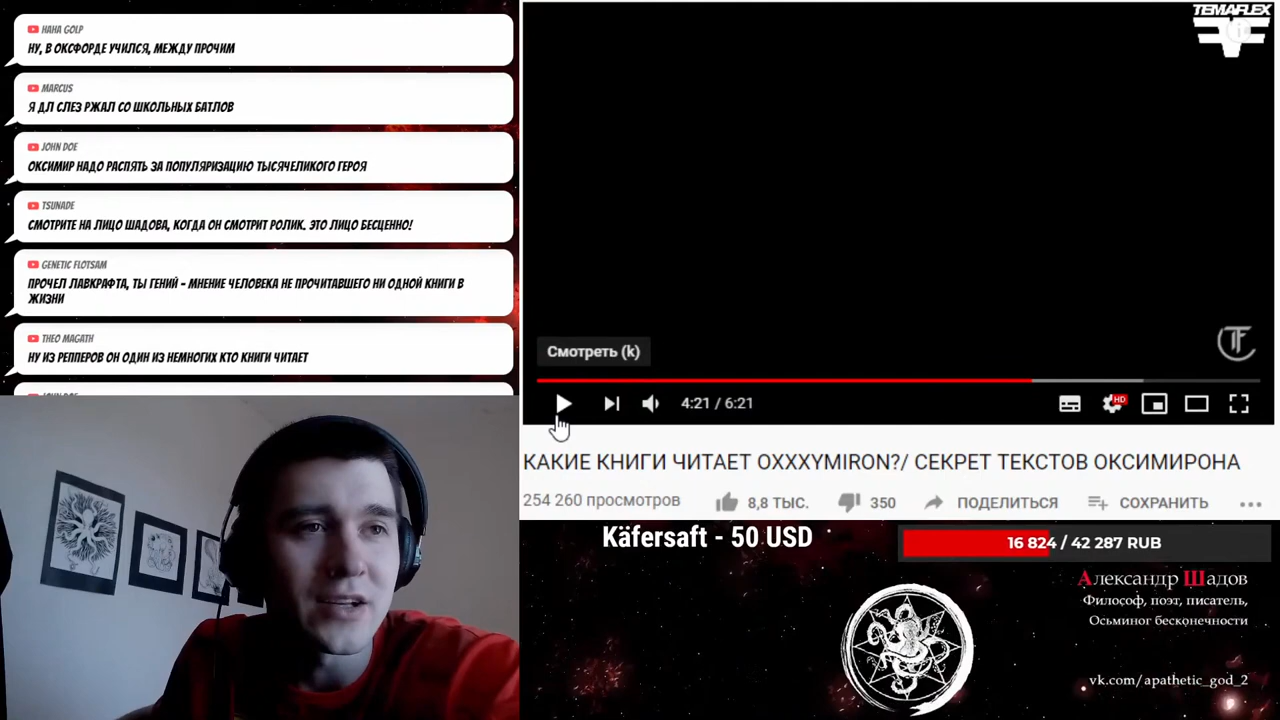 HAHA GOLP
НУ, В ОКСФОРДЕ УЧИЛСЯ, МЕЖДУ ПРОЧИМ
MARCUS
Я ДЛ СЛЕЗ РЖАЛ СО ШКОЛЬНЫХ БАТЛОВ
JOHN DOE
ОКСИМИР НАДО РАСПЯТЬ ЗА ПОПУЛЯРИЗАЦИЮ ТЫСЯЧЕЛИКОГО ГЕРОЯ
TSUNADE
СМОТРИТЕ НА ЛИЦО ШАДОВА, КОГДА ОН СМОТРИТ РОЛИК. ЭТО ЛИЦО БЕСЦЕННО!
GENETIC FLOTSAM
ПРОЧЕЛ ЛАВКРАФТА, ТЫ ГЕНИЙ - МНЕНИЕ ЧЕЛОВЕКА НЕ ПРОЧИТАВШЕГО НИ ОДНОЙ КНИГИ В
ЖИЗНИ
THEO MAGATH
НУ ИЗ РЕППЕРОВ ОН ОДИН ИЗ НЕМНОГИХ КТО КНИГИ ЧИТАЕТ
TEMAFLEX
TF
Смотреть (k)
4:21 / 6:21
HD
КАКИЕ КНИГИ ЧИТАЕТ OXXXYMIRON?/ СЕКРЕТ ТЕКСТОВ ОКСИМИРОНА
254 260 просмотров
8,8 ТЫС.
350
ПОДЕЛИТЬСЯ
СОХРАНИТЬ
Käfersaft - 50 USD
16 824 / 42 287 RUB
Александр Шадов
Философ, поэт, писатель,
Осьминог бесконечности
vk.com/apathetic_god_2